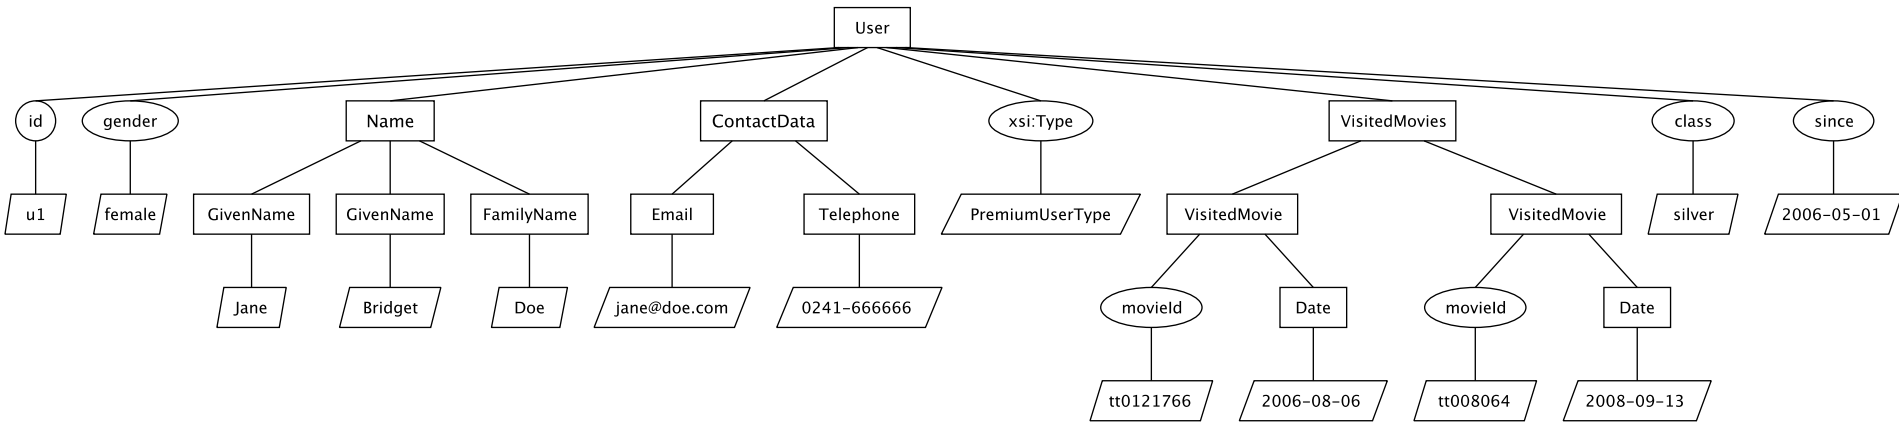 User
id
gender
Name
ContactData
xsi:Type
VisitedMovies
class
since
u1
female
GivenName
GivenName
FamilyName
Email
Telephone
PremiumUserType
VisitedMovie
VisitedMovie
silver
2006-05-01
Jane
Bridget
Doe
jane@doe.com
0241-666666
movieId
Date
movieId
Date
tt0121766
2006-08-06
tt008064
2008-09-13